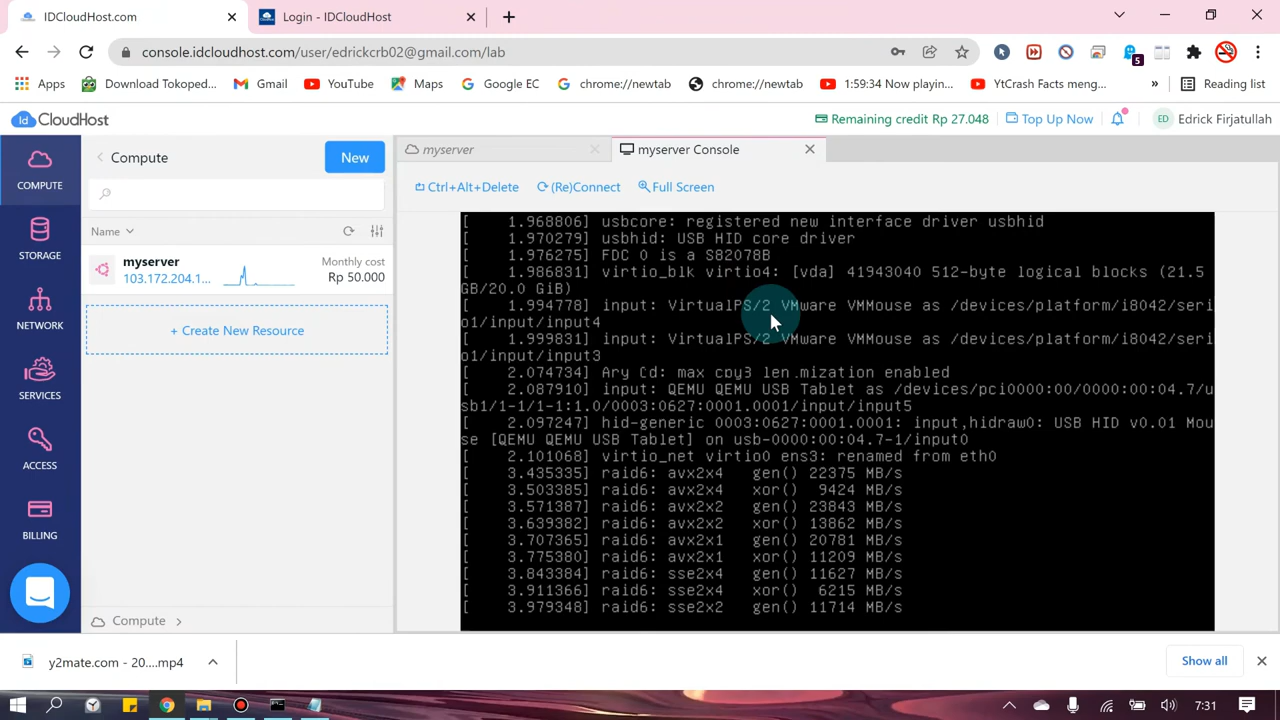 IDCloudHost.com
Login - IDCloudHost
console.idcloudhost.com/user/edrickcrb02@gmail.com/lab
5
Apps
Download Tokoped...
Gmail
YouTube
Maps
Google EC
chrome://newtab
chrome://newtab
1:59:34 Now playin...
YtCrash Facts meng...
»
Reading list
Id CloudHost
Remaining credit Rp 27.048
Top Up Now
ED
Edrick Firjatullah
COMPUTE
STORAGE
NETWORK
SERVICES
ACCESS
BILLING
Compute
New
Name
myserver
103.172.204.1...
Monthly cost
Rp 50.000
+ Create New Resource
Compute
myserver
myserver Console
Ctrl+Alt+Delete
(Re)Connect
Full Screen
[    1.968806] usbcore: registered new interface driver usbhid
[    1.970279] usbhid: USB HID core driver
[    1.976275] FDC 0 is a S82078B
[    1.986831] virtio_blk virtio4: [vda] 41943040 512-byte logical blocks (21.5
GB/20.0 GiB)
[    1.994778] input: VirtualPS/2 VMware VMMouse as /devices/platform/i8042/seri
o1/input/input4
[    1.999831] input: VirtualPS/2 VMware VMMouse as /devices/platform/i8042/seri
o1/input/input3
[    2.074734] max enabled
[    2.087910] input: QEMU QEMU USB Tablet as /devices/pci0000:00/0000:00:04.7/u
sb1/1-1/1-1:1.0/0003:0627:0001.0001/input/input5
[    2.097247] hid-generic 0003:0627:0001.0001: input,hidraw0: USB HID v0.01 Mou
se [QEMU QEMU USB Tablet] on usb-0000:00:04.7-1/input0
[    2.101068] virtio_net virtio0 ens3: renamed from eth0
[    3.435335] raid6: avx2x4   gen() 22375 MB/s
[    3.503385] raid6: avx2x4   xor()  9424 MB/s
[    3.571387] raid6: avx2x2   gen() 23843 MB/s
[    3.639382] raid6: avx2x2   xor() 13862 MB/s
[    3.707365] raid6: avx2x1   gen() 20781 MB/s
[    3.775380] raid6: avx2x1   xor() 11209 MB/s
[    3.843384] raid6: sse2x4   gen() 11627 MB/s
[    3.911366] raid6: sse2x4   xor()  6215 MB/s
[    3.979348] raid6: sse2x2   gen() 11714 MB/s
y2mate.com - 20....mp4
Show all
7:31